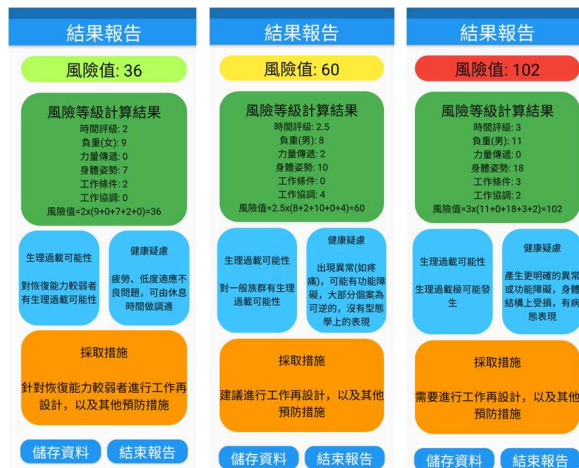 結果報告
風險值: 36
風險等級計算結果
時間評級: 2
負重(女): 9
力量傳遞: 0
身體姿勢: 7
工作條件: 2
工作協調: 0
風險值=2x(9+0+7+2+0)=36
生理過載可能性
對恢復能力較弱者
有生理過載可能性
健康疑慮
疲勞、低度適應不
良問題，可由休息
時間做調適
採取措施
針對恢復能力較弱者進行工作再
設計，以及其他預防措施
儲存資料
結束報告
結果報告
風險值: 60
風險等級計算結果
時間評級: 2.5
負重(男): 8
力量傳遞: 2
身體姿勢: 10
工作條件: 0
工作協調: 4
風險值=2.5x(8+2+10+0+4)=60
生理過載可能性
對一般族群有生理
過載可能性
健康疑慮
出現異常(如疼
痛)，可能有功能障
礙，大部分個案為
可逆的，沒有型態
學上的表現
採取措施
建議進行工作再設計，以及其他
預防措施
儲存資料
結束報告
結果報告
風險值: 102
風險等級計算結果
時間評級: 3
負重(男): 11
力量傳遞: 0
身體姿勢: 18
工作條件: 3
工作協調: 2
風險值=3x(11+0+18+3+2)=102
生理過載可能性
生理過載極可能發
生
健康疑慮
產生更明確的異常
或功能障礙，身體
結構上受損，有病
態表現
採取措施
需要進行工作再設計，以及其他
預防措施
儲存資料
結束報告